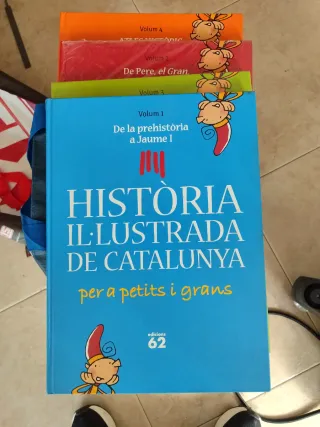 Volum 4
Volum 2
De Pere, el Gran
Volum 3
Volum 1
De la prehistòria
a Jaume I
HISTÒRIA
IL·LUSTRADA
DE CATALUNYA
per a petits i grans
edicions
62